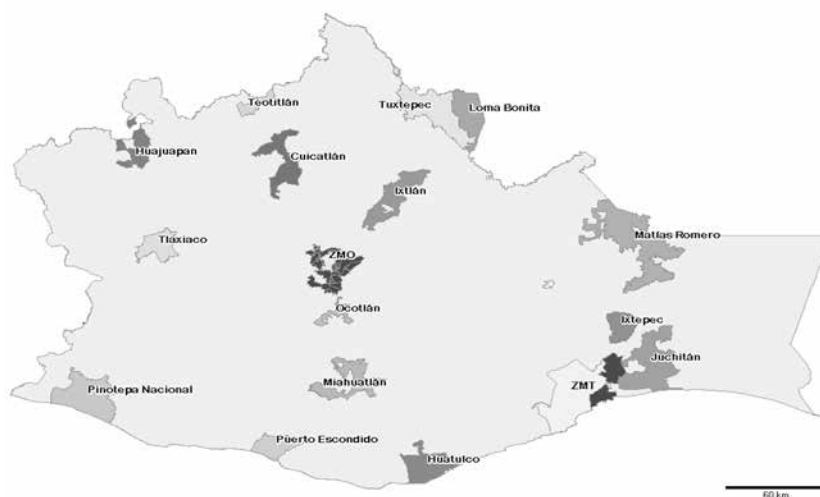 Teotitlán
Tuxtepec
Loma Bonita
Huajuapan
Cuicatlán
Ixtlán
Tlaxiaco
Matías Romero
ZMO
Ocotlán
Ixtepec
Juchitán
Miahuatlán
ZMT
Pinotepa Nacional
Puerto Escondido
Huatulco
60 km